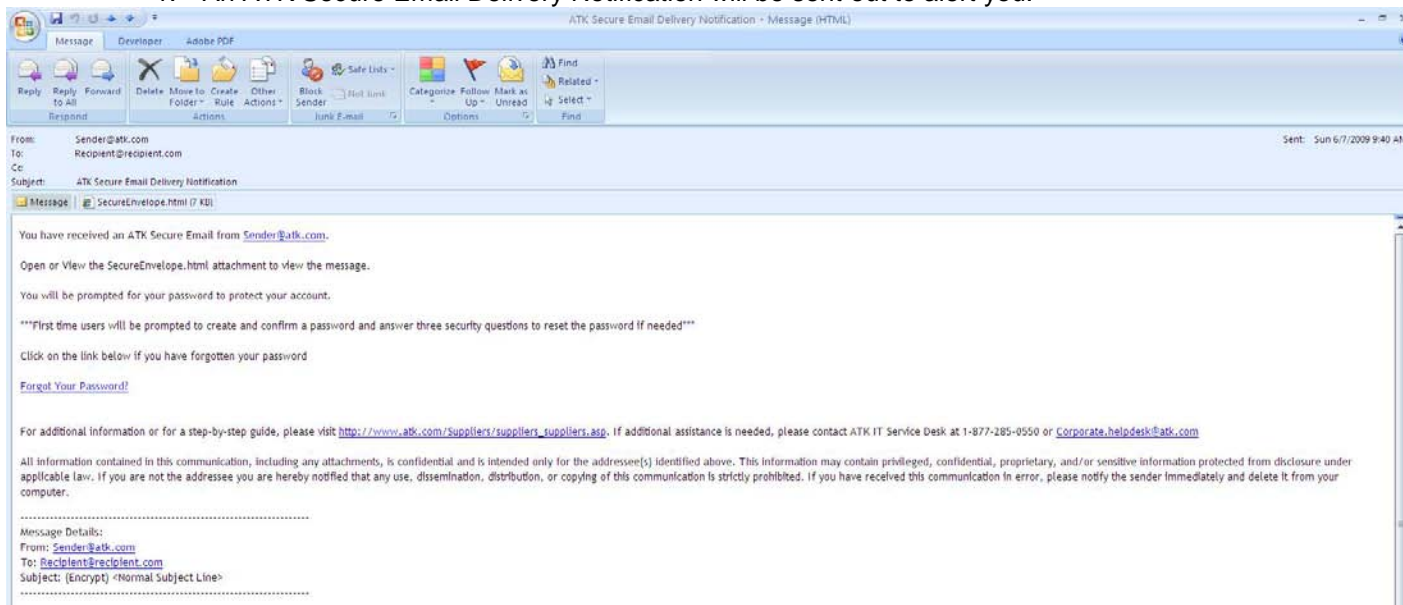 An ATK Secure Email Delivery Notification will be sent out to alert you.
ATK Secure Email Delivery Notification - Message (HTML)
Message Developer Adobe PDF
Reply Reply to All Forward Delete Move to Folder Create Rule Other Actions Block Sender Safe Lists Not Junk Categorize Follow Up Mark as Unread Find Related Select
Respond Actions Junk E-mail Options Find
From: Sender@atk.com Sent: Sun 6/7/2009 9:40 AM
To: Recipient@recipient.com
Cc:
Subject: ATK Secure Email Delivery Notification
Message SecureEnvelope.html (7 KB)
You have received an ATK Secure Email from Sender@atk.com.
Open or View the SecureEnvelope.html attachment to view the message.
You will be prompted for your password to protect your account.
***First time users will be prompted to create and confirm a password and answer three security questions to reset the password if needed***
Click on the link below if you have forgotten your password
Forgot Your Password?
For additional information or for a step-by-step guide, please visit http://www.atk.com/Suppliers/suppliers_suppliers.asp. If additional assistance is needed, please contact ATK IT Service Desk at 1-877-285-0550 or Corporate.helpdesk@atk.com
All information contained in this communication, including any attachments, is confidential and is intended only for the addressee(s) identified above. This information may contain privileged, confidential, proprietary, and/or sensitive information protected from disclosure under
applicable law. If you are not the addressee you are hereby notified that any use, dissemination, distribution, or copying of this communication is strictly prohibited. If you have received this communication in error, please notify the sender immediately and delete it from your
computer.
----------------------------------------------------------------------
Message Details:
From: Sender@atk.com
To: Recipient@recipient.com
Subject: (Encrypt) <Normal Subject Line>
----------------------------------------------------------------------